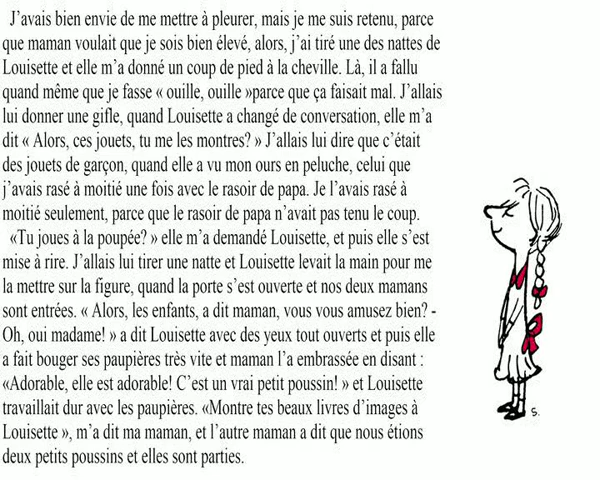 J’avais bien envie de me mettre à pleurer, mais je me suis retenu, parce
que maman voulait que je sois bien élevé, alors, j’ai tiré une des nattes de
Louisette et elle m’a donné un coup de pied à la cheville. Là, il a fallu
quand même que je fasse « ouille, ouille »parce que ça faisait mal. J’allais
lui donner une gifle, quand Louisette a changé de conversation, elle m’a
dit « Alors, ces jouets, tu me les montres? » J’allais lui dire que c’était
des jouets de garçon, quand elle a vu mon ours en peluche, celui que
j’avais rasé à moitié une fois avec le rasoir de papa. Je l’avais rasé à
moitié seulement, parce que le rasoir de papa n’avait pas tenu le coup.
«Tu joues à la poupée? » elle m’a demandé Louisette, et puis elle s’est
mise à rire. J’allais lui tirer une natte et Louisette levait la main pour me
la mettre sur la figure, quand la porte s’est ouverte et nos deux mamans
sont entrées. « Alors, les enfants, a dit maman, vous vous amusez bien? -
Oh, oui madame! » a dit Louisette avec des yeux tout ouverts et puis elle
a fait bouger ses paupières très vite et maman l’a embrassée en disant :
«Adorable, elle est adorable! C’est un vrai petit poussin! » et Louisette
travaillait dur avec les paupières. «Montre tes beaux livres d’images à
Louisette », m’a dit ma maman, et l’autre maman a dit que nous étions
deux petits poussins et elles sont parties.
S.